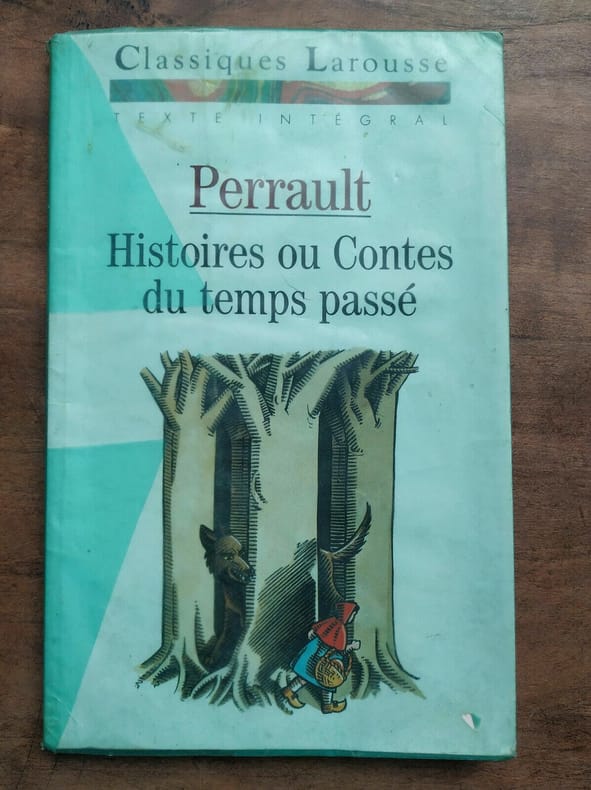 Classiques Larousse
TEXTE INTÉGRAL
Perrault
Histoires ou Contes
du temps passé